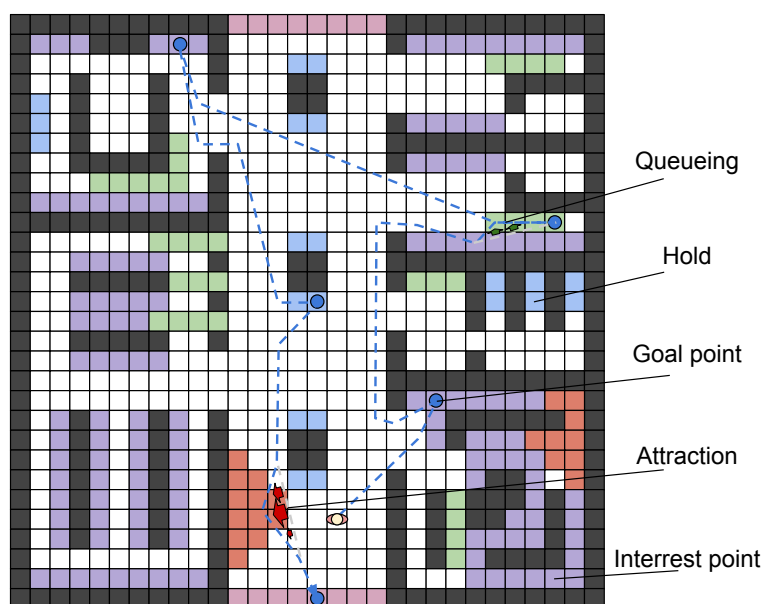 Queueing
Hold
Goal point
Attraction
Interrest point